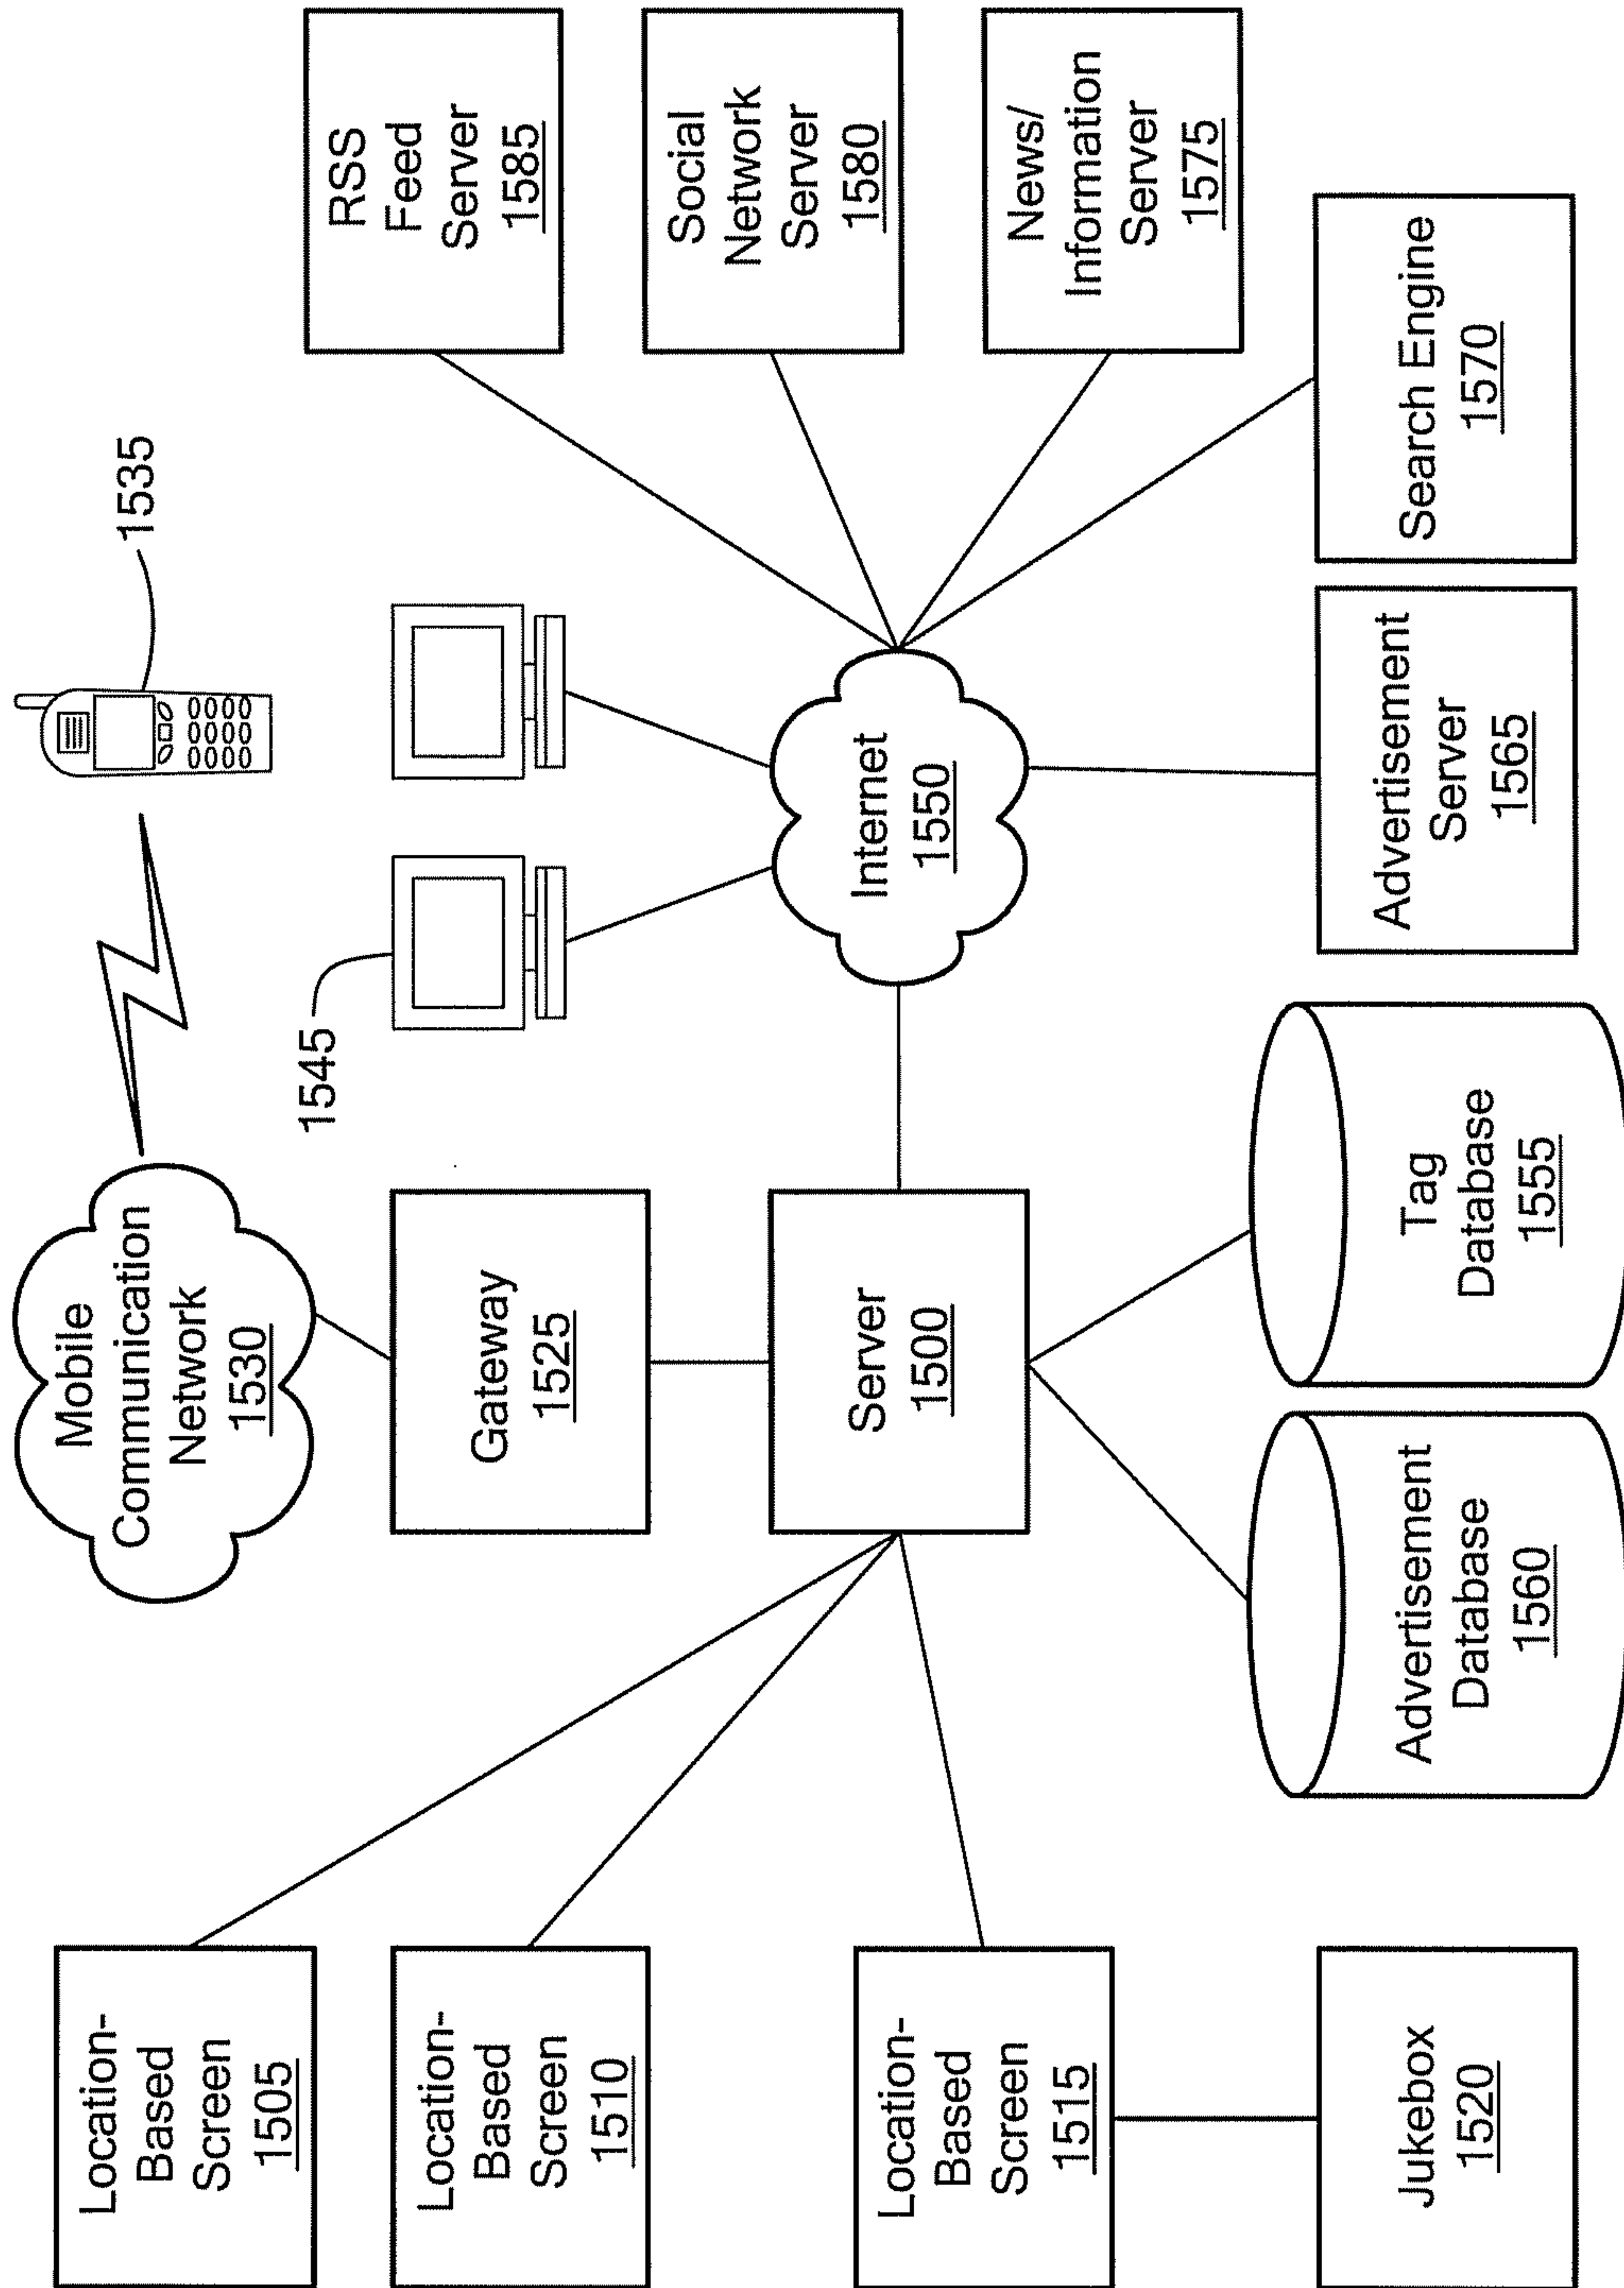 Mobile
Communication
Network
1530
1535
1545
Location-
Based
Screen
1505
Location-
Based
Screen
1510
Location-
Based
Screen
1515
Jukebox
1520
Gateway
1525
Server
1500
Internet
1550
RSS
Feed
Server
1585
Social
Network
Server
1580
News/
Information
Server
1575
Advertisement
Database
1560
Tag
Database
1555
Advertisement
Server
1565
Search Engine
1570